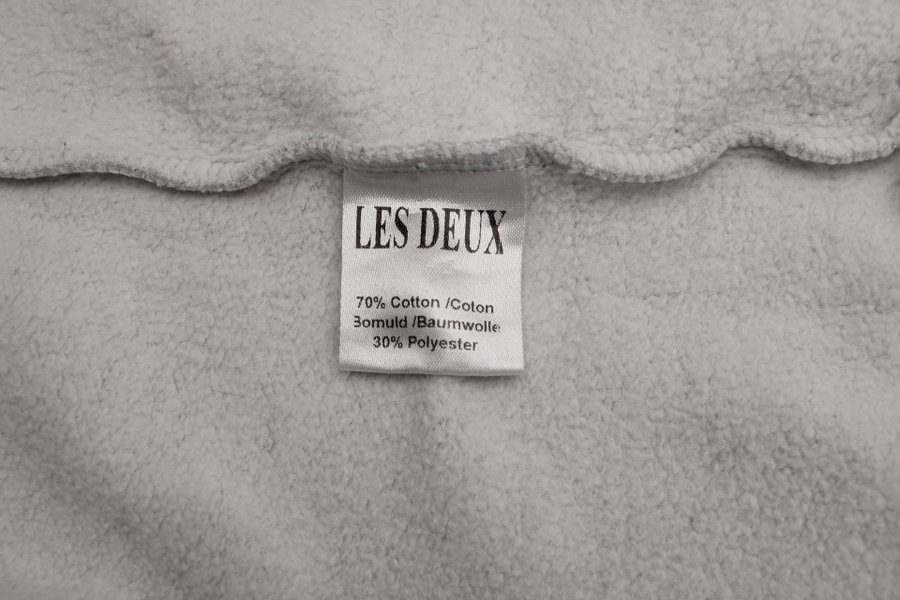 LES DEUX
70% Cotton /Coton
Bomuld /Baumwolle
30% Polyester